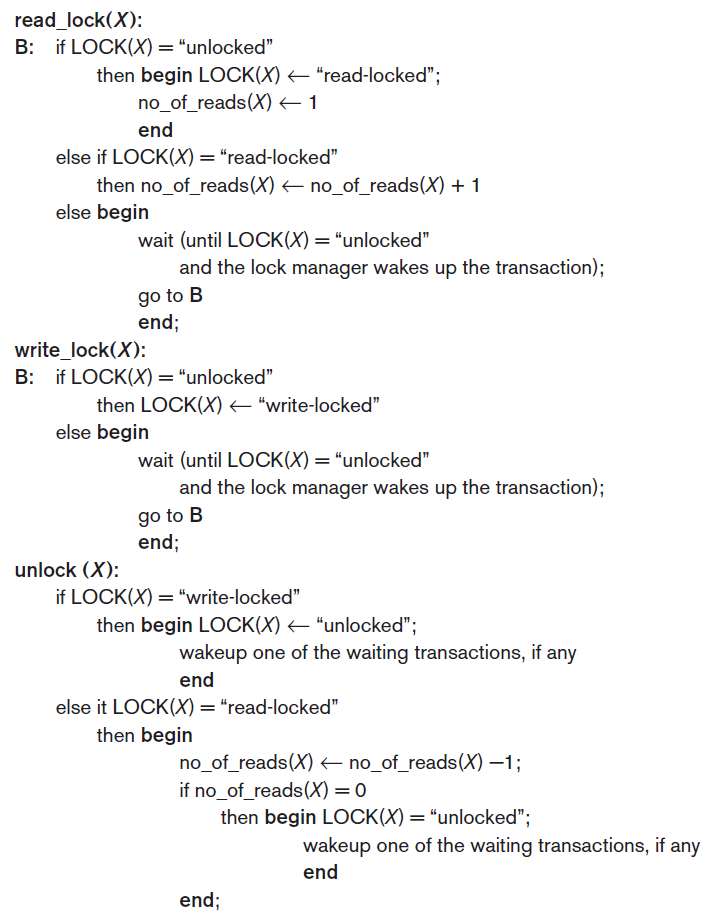 read_lock(X):
B: if LOCK(X) = “unlocked”
then begin LOCK(X) ← “read-locked”;
no_of_reads(X) ← 1
end
else if LOCK(X) = “read-locked”
then no_of_reads(X) ← no_of_reads(X) + 1
else begin
wait (until LOCK(X) = “unlocked”
and the lock manager wakes up the transaction);
go to B
end;
write_lock(X):
B: if LOCK(X) = “unlocked”
then LOCK(X) ← “write-locked”
else begin
wait (until LOCK(X) = “unlocked”
and the lock manager wakes up the transaction);
go to B
end;
unlock (X):
if LOCK(X) = “write-locked”
then begin LOCK(X) ← “unlocked”;
wakeup one of the waiting transactions, if any
end
else it LOCK(X) = “read-locked”
then begin
no_of_reads(X) ← no_of_reads(X) −1;
if no_of_reads(X) = 0
then begin LOCK(X) = “unlocked”;
wakeup one of the waiting transactions, if any
end
end;